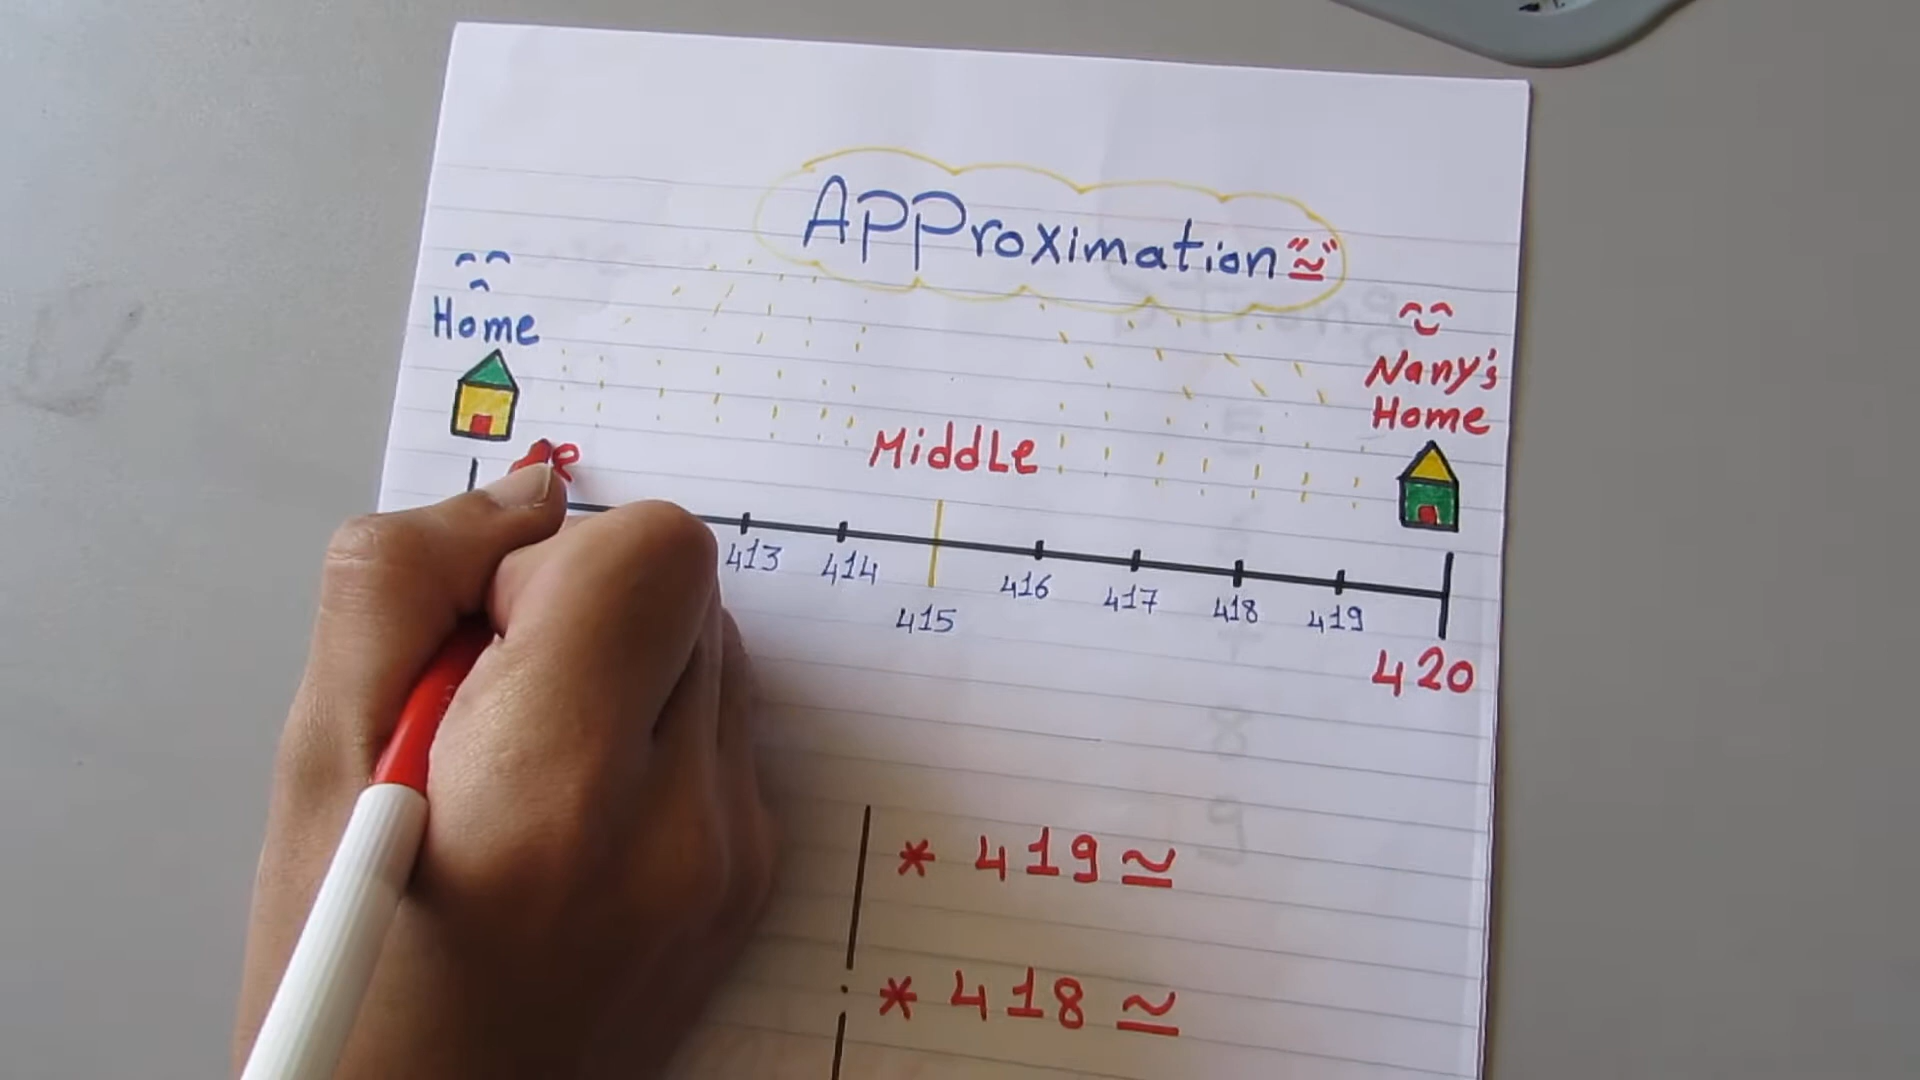 APProximation ≅
Home
Nany's
Home
Middle
413 414 415 416 417 418 419 420
* 419 ≅
* 418 ≅